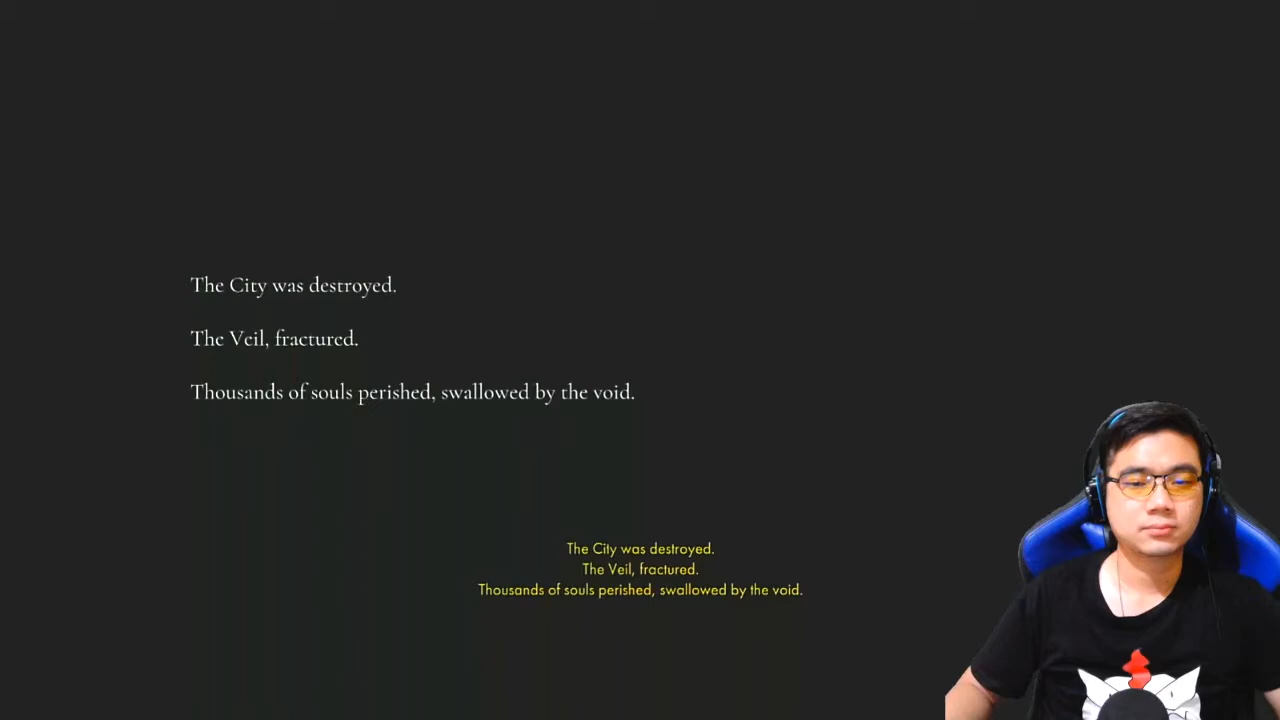 The City was destroyed.
The Veil, fractured.
Thousands of souls perished, swallowed by the void.
The City was destroyed.
The Veil, fractured.
Thousands of souls perished, swallowed by the void.